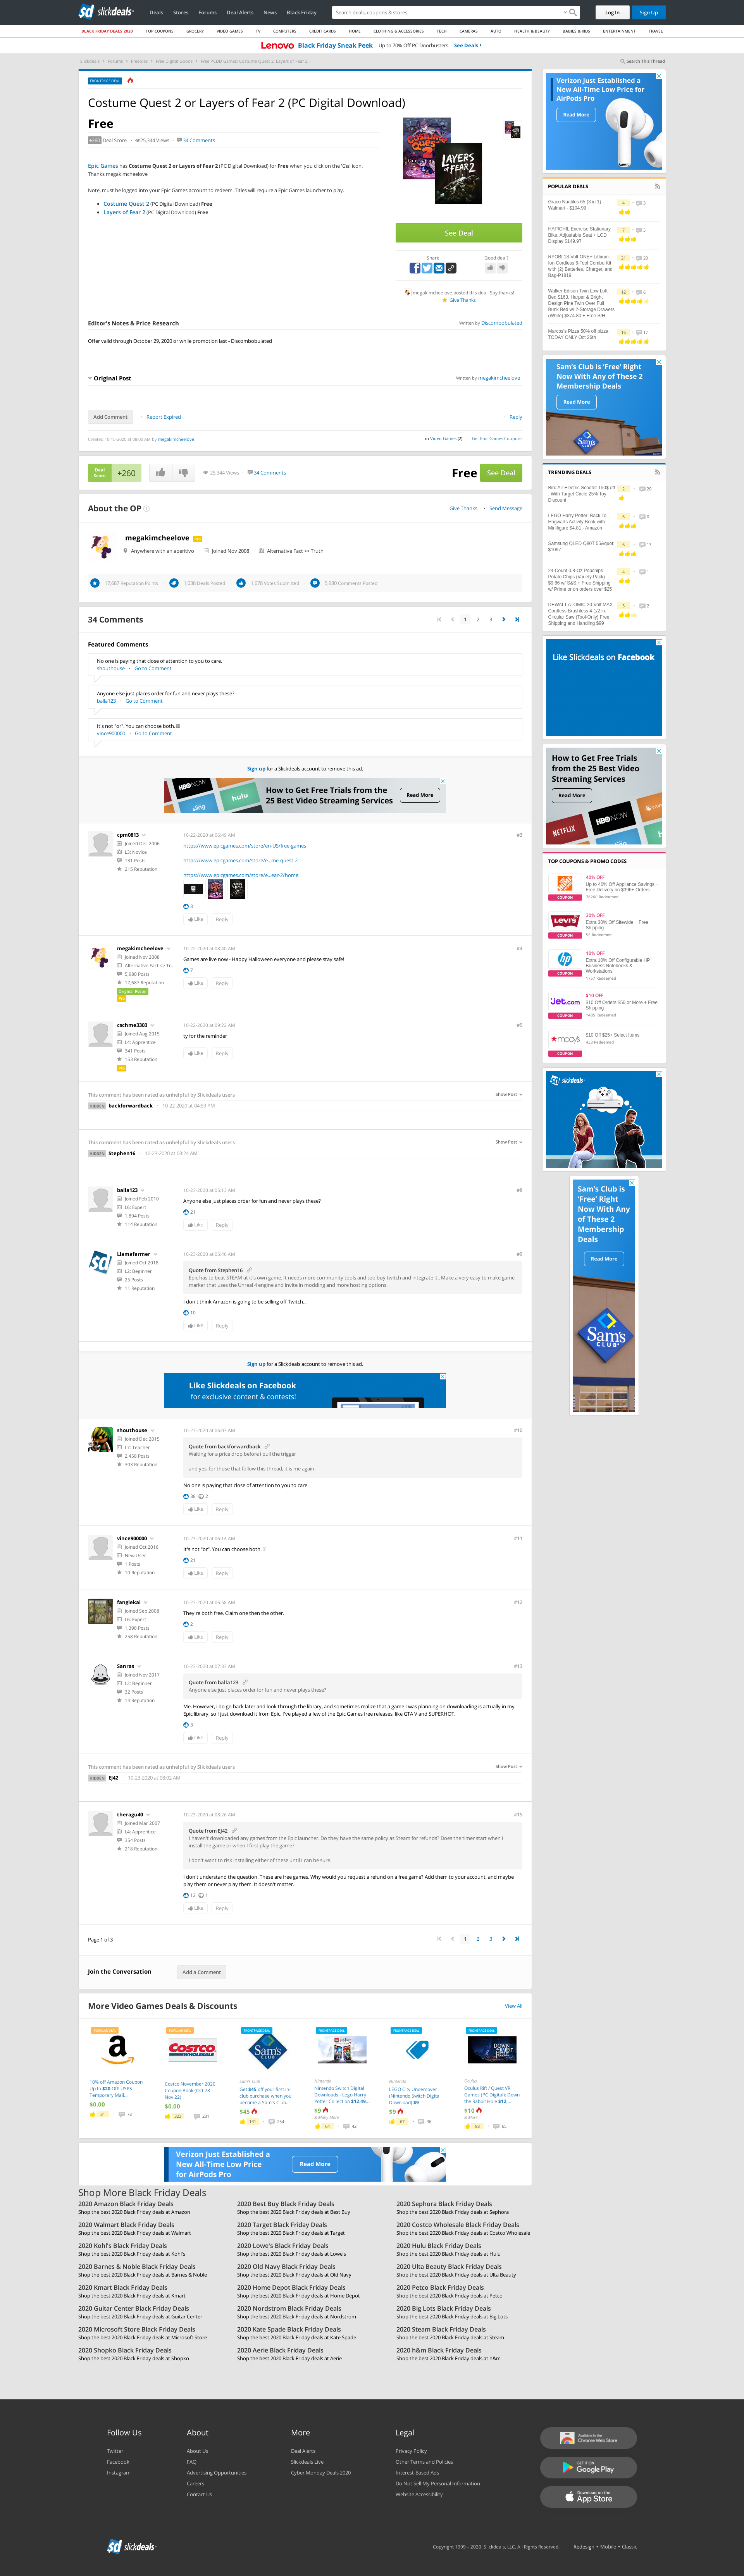 slickdeals
Deals Stores Forums Deal Alerts News Black Friday
Search deals, coupons & stores
Log In Sign Up
BLACK FRIDAY DEALS 2020 TOP COUPONS GROCERY VIDEO GAMES TV COMPUTERS CREDIT CARDS HOME CLOTHING & ACCESSORIES TECH CAMERAS AUTO HEALTH & BEAUTY BABIES & KIDS ENTERTAINMENT TRAVEL
Lenovo Black Friday Sneak Peek Up to 70% Off PC Doorbusters See Deals
Search This Thread
FRONTPAGE DEAL
Costume Quest 2 or Layers of Fear 2 (PC Digital Download)
Free
+260 Deal Score 25,344 Views 34 Comments
Epic Games has Costume Quest 2 or Layers of Fear 2 (PC Digital Download) for Free when you click on the 'Get' icon.
Thanks megakimcheelove
Note, must be logged into your Epic Games account to redeem. Titles will require a Epic Games launcher to play.
• Costume Quest 2 (PC Digital Download) Free
• Layers of Fear 2 (PC Digital Download) Free
See Deal
Share Good deal?
megakimcheelove posted this deal. Say thanks!
Give Thanks
Editor's Notes & Price Research
Written by Discombobulated
Offer valid through October 29, 2020 or while promotion last - Discombobulated
Original Post
Written by megakimcheelove
Add Comment Report Expired Reply
Created 10-15-2020 at 08:00 AM by megakimcheelove
in Video Games (2) Get Epic Games Coupons
Deal Score +260 25,344 Views 34 Comments Free See Deal
About the OP
Give Thanks Send Message
megakimcheelove Pro
Anywhere with an aperitivo Joined Nov 2008 Alternative Fact <> Truth
17,687 Reputation Points 1,038 Deals Posted 1,678 Votes Submitted 5,980 Comments Posted
34 Comments
1 2 3
Featured Comments
No one is paying that close of attention to you to care.
shouthouse Go to Comment
Anyone else just places order for fun and never plays these?
balla123 Go to Comment
It's not "or". You can choose both.
vince900000 Go to Comment
Sign up for a Slickdeals account to remove this ad.
How to Get Free Trials from the
25 Best Video Streaming Services
Read More
cpm0813
Joined Dec 2006
L3: Novice
131 Posts
215 Reputation
10-22-2020 at 06:49 AM #3
https://www.epicgames.com/store/en-US/free-games
https://www.epicgames.com/store/e...me-quest-2
https://www.epicgames.com/store/e...ear-2/home
3
Like Reply
megakimcheelove
Joined Nov 2008
Alternative Fact <> Tr...
5,980 Posts
17,687 Reputation
Original Poster
Pro
10-22-2020 at 08:40 AM #4
Games are live now - Happy Halloween everyone and please stay safe!
7
Like Reply
cschme3303
Joined Aug 2015
L4: Apprentice
341 Posts
153 Reputation
Pro
10-22-2020 at 09:22 AM #5
ty for the reminder
Like Reply
This comment has been rated as unhelpful by Slickdeals users Show Post
HIDDEN backforwardback 10-22-2020 at 04:59 PM
This comment has been rated as unhelpful by Slickdeals users Show Post
HIDDEN Stephen16 10-23-2020 at 03:24 AM
balla123
Joined Feb 2010
L6: Expert
1,894 Posts
114 Reputation
10-23-2020 at 05:13 AM #8
Anyone else just places order for fun and never plays these?
21
Like Reply
Llamafarmer
Joined Oct 2018
L2: Beginner
25 Posts
11 Reputation
10-23-2020 at 05:46 AM #9
Quote from Stephen16
Epic has to beat STEAM at it's own game. It needs more community tools and too buy twitch and integrate it . Make a very easy to make game
marker that uses the Unreal 4 engine and invite in modding and more hosting options.
I don't think Amazon is going to be selling off Twitch...
10
Like Reply
Sign up for a Slickdeals account to remove this ad.
Like Slickdeals on Facebook
for exclusive content & contests!
shouthouse
Joined Dec 2015
L7: Teacher
2,458 Posts
303 Reputation
10-23-2020 at 06:03 AM #10
Quote from backforwardback
Waiting for a price drop before i pull the trigger
and yes, for those that follow this thread, it is me again.
No one is paying that close of attention to you to care.
38 2
Like Reply
vince900000
Joined Oct 2016
New User
1 Posts
10 Reputation
10-23-2020 at 06:14 AM #11
It's not "or". You can choose both.
21
Like Reply
fanglekai
Joined Sep 2008
L6: Expert
1,398 Posts
258 Reputation
10-23-2020 at 06:58 AM #12
They're both free. Claim one then the other.
2
Like Reply
Sanras
Joined Nov 2017
L2: Beginner
32 Posts
14 Reputation
10-23-2020 at 07:33 AM #13
Quote from balla123
Anyone else just places order for fun and never plays these?
Me. However, i do go back later and look through the library, and sometimes realize that a game I was planning on downloading is actually in my
Epic library, so I just download it from Epic. I've played a few of the Epic Games free releases, like GTA V and SUPERHOT.
3
Like Reply
This comment has been rated as unhelpful by Slickdeals users Show Post
HIDDEN EJ42 10-23-2020 at 08:02 AM
theragu40
Joined Mar 2007
L4: Apprentice
354 Posts
218 Reputation
10-23-2020 at 08:26 AM #15
Quote from EJ42
I haven't downloaded any games from the Epic launcher. Do they have the same policy as Steam for refunds? Does the timer start when I
install the game or when I first play the game?
I don't want to risk installing either of these until I can be sure.
I don't understand the question. These are free games. Why would you request a refund on a free game? Add them to your account, and maybe
play them or never play them. It doesn't matter.
12 1
Like Reply
Page 1 of 3
1 2 3
Join the Conversation Add a Comment
More Video Games Deals & Discounts View All
10% off Amazon Coupon
Up to $20 Off USPS
Temporary Mail...
$0.00
81 73
Costco November 2020
Coupon Book (Oct 28 -
Nov 22)
$0.00
322 231
Sam's Club
Get $45 off your first in-
club purchase when you
become a Sam's Club...
$45
131 254
Nintendo
Nintendo Switch Digital
Downloads - Lego Harry
Potter Collection $12.49,...
$9
64 42
Nintendo
LEGO City Undercover
(Nintendo Switch Digital
Download) $9
$9
67 36
Oculus
Oculus Rift / Quest VR
Games (PC Digital): Down
the Rabbit Hole $12...
$10
& More
88 65
Verizon Just Established a
New All-Time Low Price
for AirPods Pro
Read More
Shop More Black Friday Deals
2020 Amazon Black Friday Deals
Shop the best 2020 Black Friday deals at Amazon
2020 Best Buy Black Friday Deals
Shop the best 2020 Black Friday deals at Best Buy
2020 Sephora Black Friday Deals
Shop the best 2020 Black Friday deals at Sephora
2020 Walmart Black Friday Deals
Shop the best 2020 Black Friday deals at Walmart
2020 Target Black Friday Deals
Shop the best 2020 Black Friday deals at Target
2020 Costco Wholesale Black Friday Deals
Shop the best 2020 Black Friday deals at Costco Wholesale
2020 Kohl's Black Friday Deals
Shop the best 2020 Black Friday deals at Kohl's
2020 Lowe's Black Friday Deals
Shop the best 2020 Black Friday deals at Lowe's
2020 Hulu Black Friday Deals
Shop the best 2020 Black Friday deals at Hulu
2020 Barnes & Noble Black Friday Deals
Shop the best 2020 Black Friday deals at Barnes & Noble
2020 Old Navy Black Friday Deals
Shop the best 2020 Black Friday deals at Old Navy
2020 Ulta Beauty Black Friday Deals
Shop the best 2020 Black Friday deals at Ulta Beauty
2020 Kmart Black Friday Deals
Shop the best 2020 Black Friday deals at Kmart
2020 Home Depot Black Friday Deals
Shop the best 2020 Black Friday deals at Home Depot
2020 Petco Black Friday Deals
Shop the best 2020 Black Friday deals at Petco
2020 Guitar Center Black Friday Deals
Shop the best 2020 Black Friday deals at Guitar Center
2020 Nordstrom Black Friday Deals
Shop the best 2020 Black Friday deals at Nordstrom
2020 Big Lots Black Friday Deals
Shop the best 2020 Black Friday deals at Big Lots
2020 Microsoft Store Black Friday Deals
Shop the best 2020 Black Friday deals at Microsoft Store
2020 Kate Spade Black Friday Deals
Shop the best 2020 Black Friday deals at Kate Spade
2020 Steam Black Friday Deals
Shop the best 2020 Black Friday deals at Steam
2020 Shopko Black Friday Deals
Shop the best 2020 Black Friday deals at Shopko
2020 Aerie Black Friday Deals
Shop the best 2020 Black Friday deals at Aerie
2020 h&m Black Friday Deals
Shop the best 2020 Black Friday deals at h&m
Verizon Just Established a
New All-Time Low Price for
AirPods Pro
Read More
POPULAR DEALS
Graco Nautilus 65 (3 in 1) -
Walmart - $104.99
4 3
HAPICHIL Exercise Stationary
Bike, Adjustable Seat + LCD
Display $149.97
7 5
RYOBI 18-Volt ONE+ Lithium-
Ion Cordless 6-Tool Combo Kit
with (2) Batteries, Charger, and
Bag-P1819
21 20
Walker Edison Twin Low Loft
Bed $163, Harper & Bright
Design Pine Twin Over Full
Bunk Bed w/ 2-Storage Drawers
(White) $374.80 + Free S/H
12 6
Marcos's Pizza 50% off pizza
TODAY ONLY Oct 26th
16 17
Sam's Club is 'Free' Right
Now With Any of These 2
Membership Deals
Read More
TRENDING DEALS
Bird Air Electric Scooter 150$ off
: With Target Circle 25% Toy
Discount
2 20
LEGO Harry Potter: Back To
Hogwarts Activity Book with
Minifigure $4.81 - Amazon
6 9
Samsung QLED Q90T 35&quot;
$1097
6 13
24-Count 0.8-Oz Popchips
Potato Chips (Variety Pack)
$9.86 w/ S&S + Free Shipping
w/ Prime or on orders over $25
4 1
DEWALT ATOMIC 20-Volt MAX
Cordless Brushless 4-1/2 in.
Circular Saw (Tool-Only) Free
Shipping and Handling $99
5 2
Like Slickdeals on Facebook
How to Get Free Trials
from the 25 Best Video
Streaming Services
Read More
NETFLIX HBONOW
TOP COUPONS & PROMO CODES
40% OFF
Up to 40% Off Appliance Savings +
Free Delivery on $396+ Orders
76260 Redeemed
COUPON
30% OFF
Extra 30% Off Sitewide + Free
Shipping
COUPON
10% OFF
Extra 10% Off Configurable HP
Business Notebooks &
Workstations
1157 Redeemed
COUPON
$10 OFF
$10 Off Orders $50 or More + Free
Shipping
1485 Redeemed
COUPON
$10 Off $25+ Select Items
423 Redeemed
COUPON
slickdeals
Sam's Club is
'Free' Right
Now With Any
of These 2
Membership
Deals
Read More
Sam's
CLUB
Follow Us
Twitter
Facebook
Instagram
About
About Us
FAQ
Advertising Opportunities
Careers
Contact Us
More
Deal Alerts
Slickdeals Live
Cyber Monday Deals 2020
Legal
Privacy Policy
Other Terms and Policies
Interest-Based Ads
Do Not Sell My Personal Information
Website Accessibility
Available in the
Chrome Web Store
GET IT ON
Google Play
Download on the
App Store
slickdeals
Copyright 1999 - 2020. Slickdeals, LLC. All Rights Reserved. Redesign • Mobile • Classic